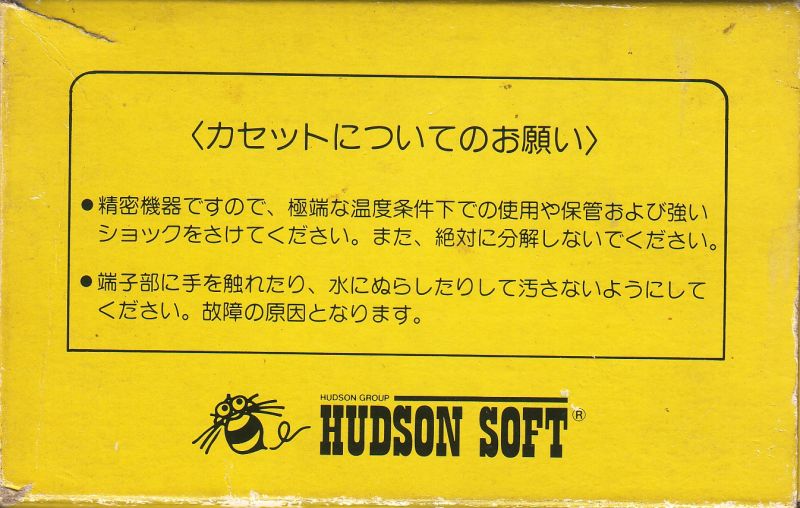 〈カセットについてのお願い〉
●精密機器ですので、極端な温度条件下での使用や保管および強い
ショックをさけてください。また、絶対に分解しないでください。
●端子部に手を触れたり、水にぬらしたりして汚さないようにして
ください。故障の原因となります。
HUDSON GROUP
HUDSON SOFT®